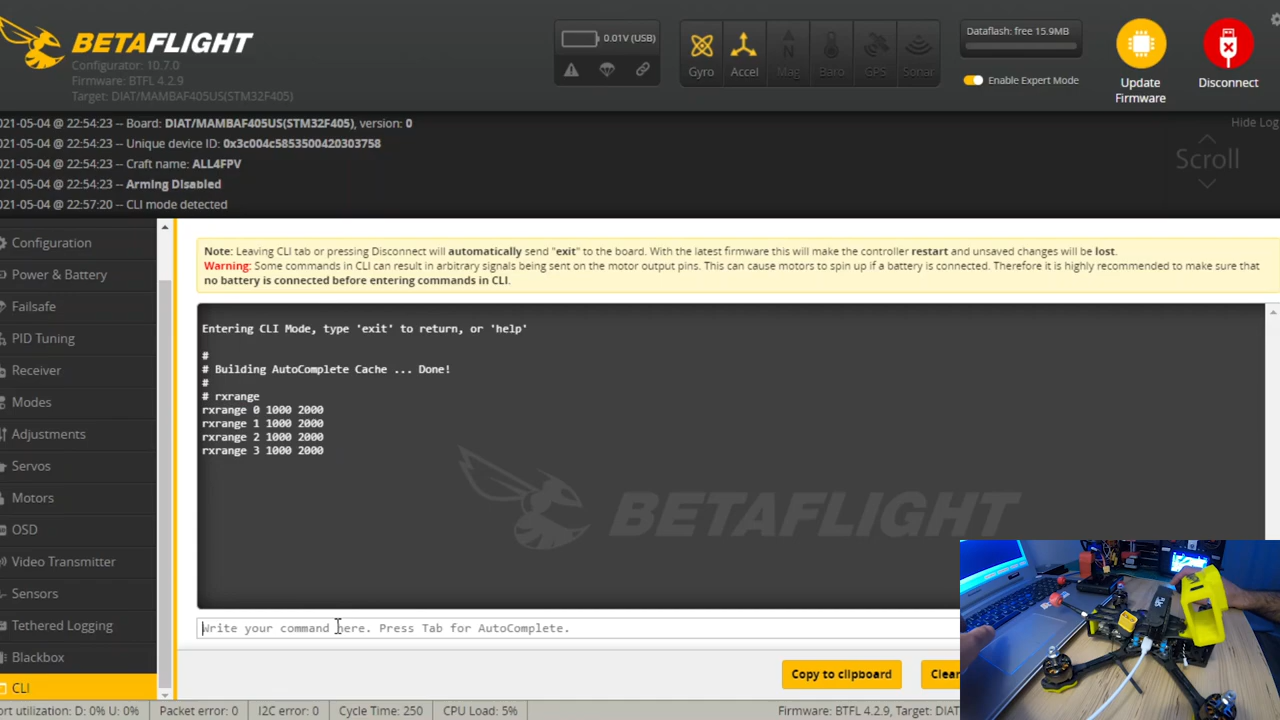 BETAFLIGHT
Configurator: 10.7.0
Firmware: BTFL 4.2.9
Target: DIAT/MAMBAF405US(STM32F405)
0.01V (USB)
Gyro
Accel
Mag
Baro
GPS
Sonar
Dataflash: free 15.9MB
Enable Expert Mode
Update
Firmware
Disconnect
021-05-04 @ 22:54:23 -- Board: DIAT/MAMBAF405US(STM32F405), version: 0
021-05-04 @ 22:54:23 -- Unique device ID: 0x3c004c5853500420303758
021-05-04 @ 22:54:23 -- Craft name: ALL4FPV
021-05-04 @ 22:54:23 -- Arming Disabled
021-05-04 @ 22:57:20 -- CLI mode detected
Hide Log
Scroll
Configuration
Power & Battery
Failsafe
PID Tuning
Receiver
Modes
Adjustments
Servos
Motors
OSD
Video Transmitter
Sensors
Tethered Logging
Blackbox
CLI
Note: Leaving CLI tab or pressing Disconnect will automatically send "exit" to the board. With the latest firmware this will make the controller restart and unsaved changes will be lost.
Warning: Some commands in CLI can result in arbitrary signals being sent on the motor output pins. This can cause motors to spin up if a battery is connected. Therefore it is highly recommended to make sure that
no battery is connected before entering commands in CLI.
Entering CLI Mode, type 'exit' to return, or 'help'
#
# Building AutoComplete Cache ... Done!
#
# rxrange
rxrange 0 1000 2000
rxrange 1 1000 2000
rxrange 2 1000 2000
rxrange 3 1000 2000
BETAFLIGHT
Write your command here. Press Tab for AutoComplete.
Copy to clipboard
Clea
ort utilization: D: 0% U: 0%
Packet error: 0
I2C error: 0
Cycle Time: 250
CPU Load: 5%
Firmware: BTFL 4.2.9, Target: DIAT